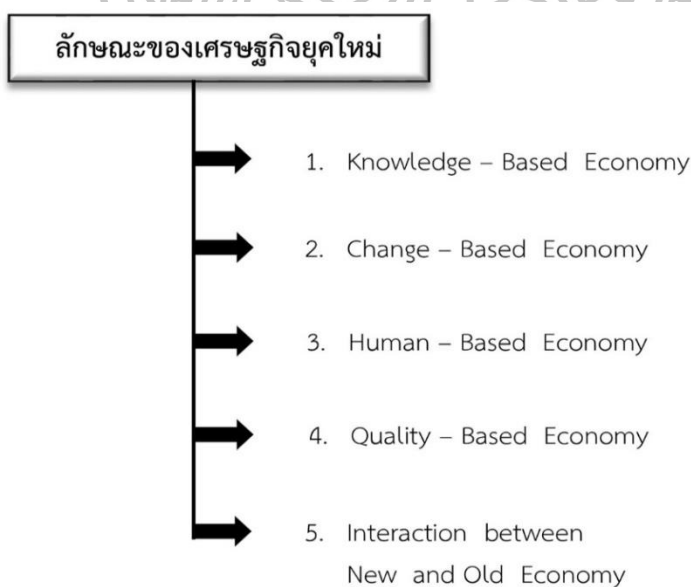 ลักษณะของเศรษฐกิจยุคใหม่
1. Knowledge – Based Economy
2. Change – Based Economy
3. Human – Based Economy
4. Quality – Based Economy
5. Interaction between
New and Old Economy